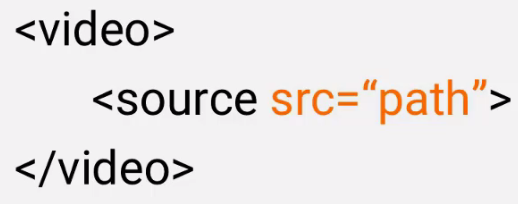 <video>
<source src=“path”>
</video>